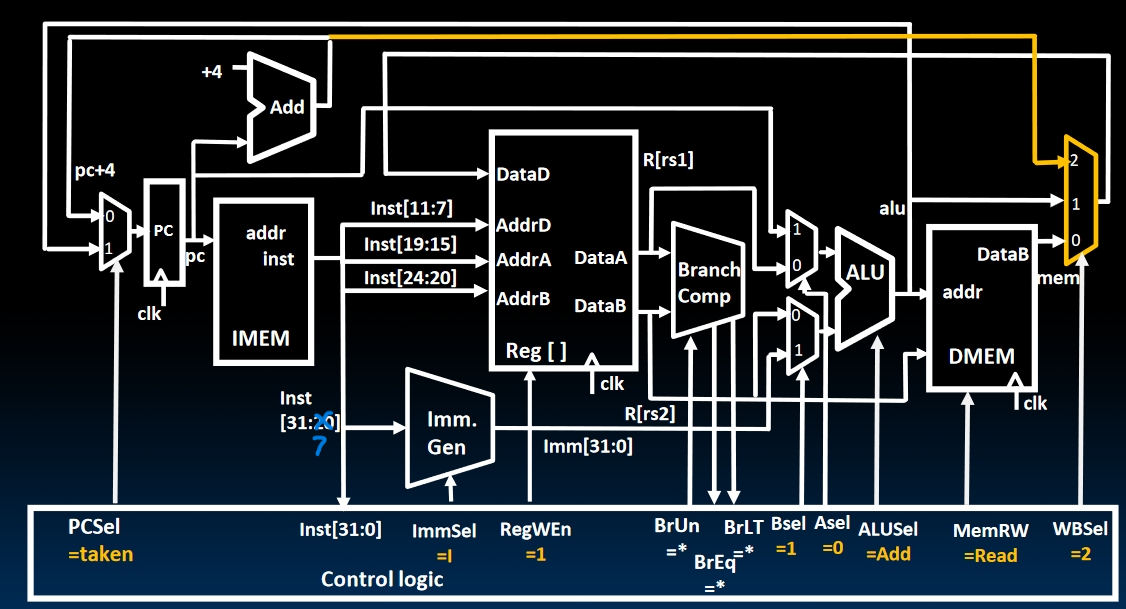 +4
Add
pc+4
0
1
PC
pc
clk
addr
inst
IMEM
Inst[11:7]
Inst[19:15]
Inst[24:20]
DataD
AddrD
AddrA
AddrB
DataA
DataB
Reg [ ]
clk
R[rs1]
R[rs2]
Branch
Comp
1
0
0
1
ALU
alu
2
1
0
DataB
addr
DMEM
clk
mem
Inst
[31:20]
7
Imm.
Gen
Imm[31:0]
PCSel
=taken
Inst[31:0]
ImmSel
=I
RegWEn
=1
BrUn
=*
BrEq
=*
BrLT
=*
Bsel
=1
Asel
=0
ALUSel
=Add
MemRW
=Read
WBSel
=2
Control logic